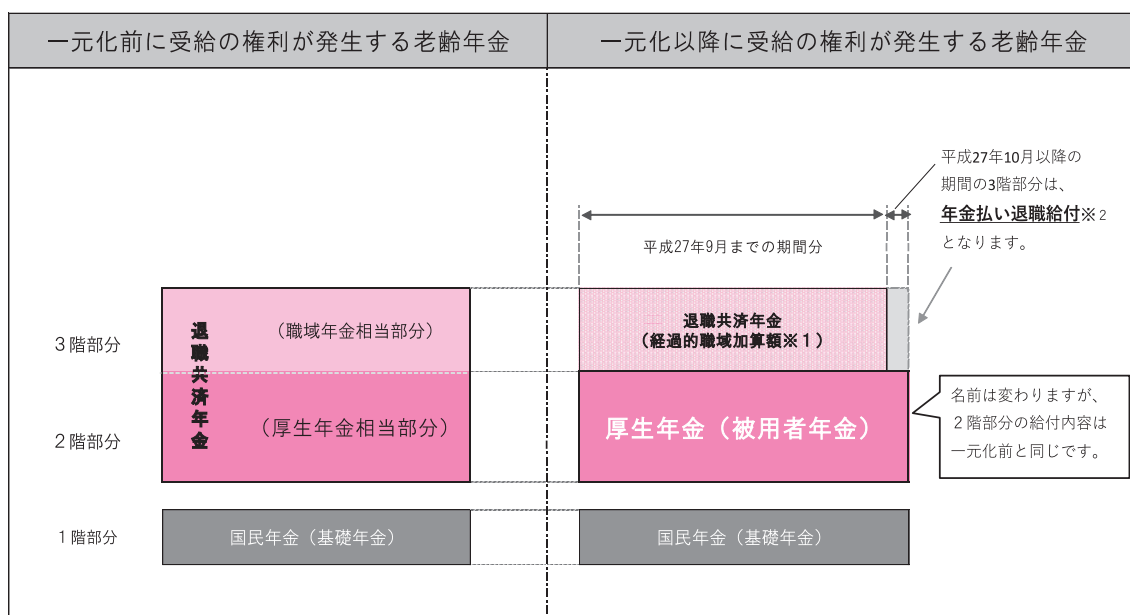 一元化前に受給の権利が発生する老齢年金
一元化以降に受給の権利が発生する老齢年金
平成27年10月以降の
期間の3階部分は、
年金払い退職給付※2
となります。
平成27年9月までの期間分
3階部分
退職共済年金
（職域年金相当部分）
退職共済年金
（経過的職域加算額※１）
2階部分
（厚生年金相当部分）
厚生年金（被用者年金）
名前は変わりますが、
２階部分の給付内容は
一元化前と同じです。
1階部分
国民年金（基礎年金）
国民年金（基礎年金）